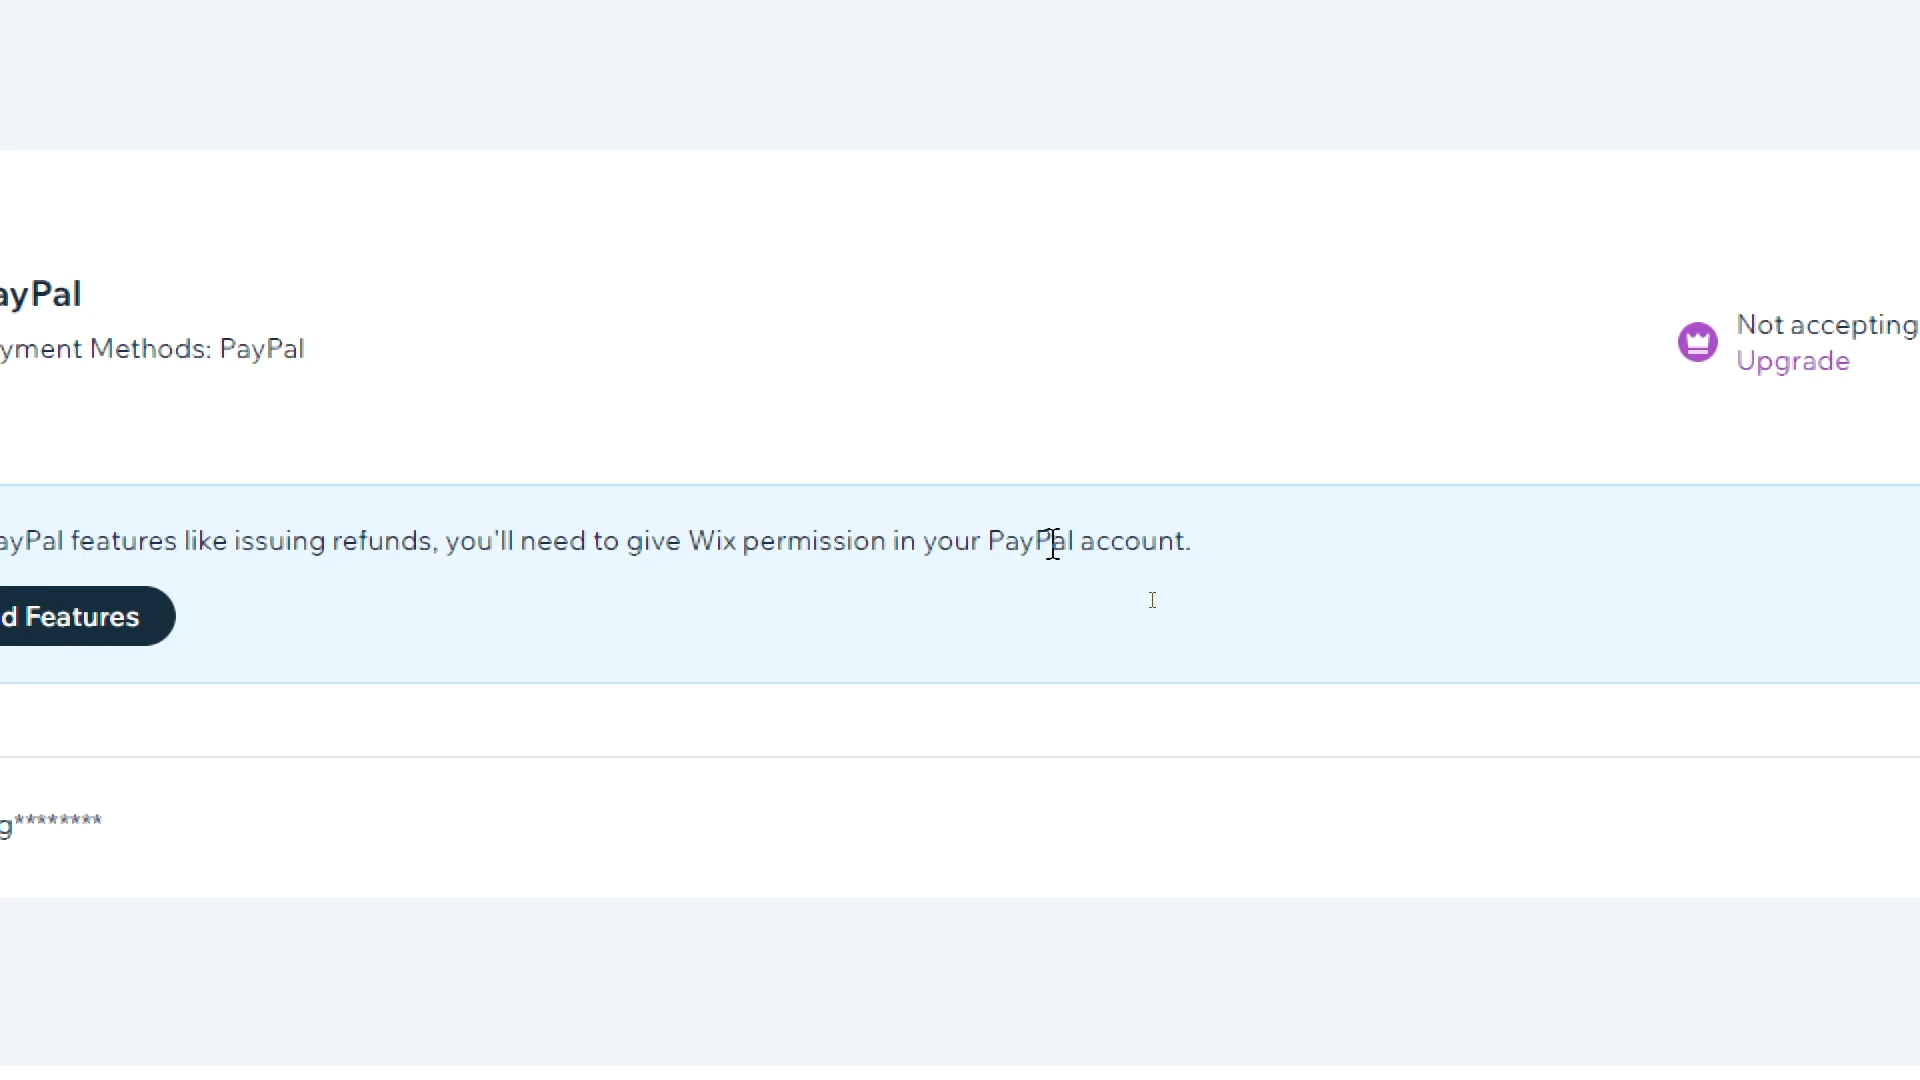 ayPal
yment Methods: PayPal
Not accepting
Upgrade
ayPal features like issuing refunds, you'll need to give Wix permission in your PayPal account.
d Features
g********